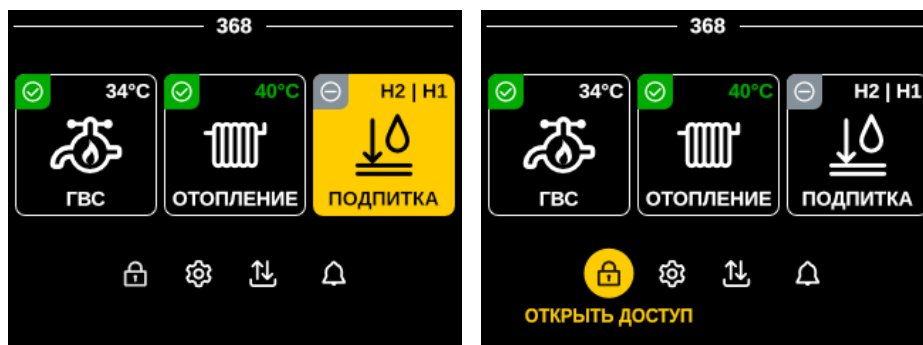 368
34°C
40°C
H2 | H1
ГВС
ОТОПЛЕНИЕ
ПОДПИТКА
368
34°C
40°C
H2 | H1
ГВС
ОТОПЛЕНИЕ
ПОДПИТКА
ОТКРЫТЬ ДОСТУП